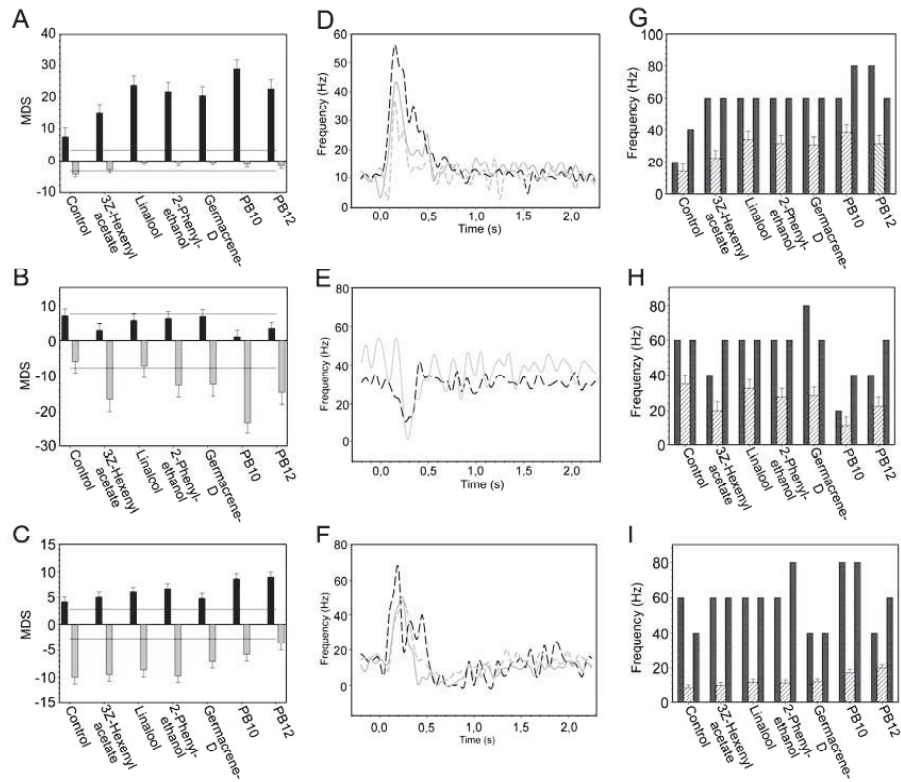 A
MDS
40
30
20
10
0
-10
Control
3Z-Hexenyl
acetate
Linalool
2-Phenyl-
ethanol
Germacrene-
D
PB10
PB12
D
Frequency (Hz)
60
50
40
30
20
10
0
0,0 0,5 1,0 1,5 2,0
Time (s)
G
Frequency (Hz)
100
80
60
40
20
0
Control
3Z-Hexenyl
acetate
Linalool
2-Phenyl-
ethanol
Germacrene-
D
PB10
PB12
B
MDS
10
0
-10
-20
-30
Control
3Z-Hexenyl
acetate
Linalool
2-Phenyl-
ethanol
Germacrene-
D
PB10
PB12
E
Frequency (Hz)
60
40
20
0
0,0 0,5 1,0 1,5 2,0
Time (s)
H
Frequenzy (Hz)
80
60
40
20
0
Control
3Z-Hexenyl
acetate
Linalool
2-Phenyl-
ethanol
Germacrene-
D
PB10
PB12
C
MDS
15
10
5
0
-5
-10
15
Control
3Z-Hexenyl
acetate
Linalool
2-Phenyl-
ethanol
Germacrene-
D
PB10
PB12
F
Frequency (Hz)
80
60
40
20
0
0,0 0,5 1,0 1,5 2,0
Time (s)
I
Frequency (Hz)
100
80
60
40
20
0
Control
3Z-Hexenyl
acetate
Linalool
2-Phenyl-
ethanol
Germacrene-
D
PB10
PB12